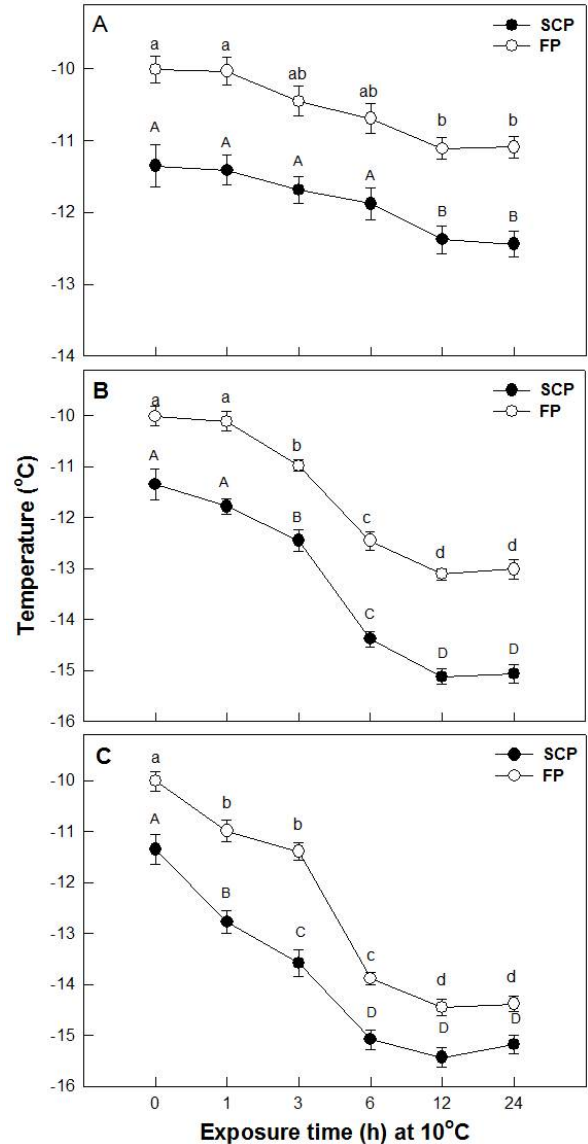 A
SCP
FP
a a ab ab b b
A A A A B B
-10
-11
-12
-13
-14
B
SCP
FP
a a b c d d
A A B C D D
-10
-11
-12
-13
-14
-15
-16
C
SCP
FP
a b b c d d
A B C D D D
-10
-11
-12
-13
-14
-15
-16
Temperature (°C)
0 1 3 6 12 24
Exposure time (h) at 10°C